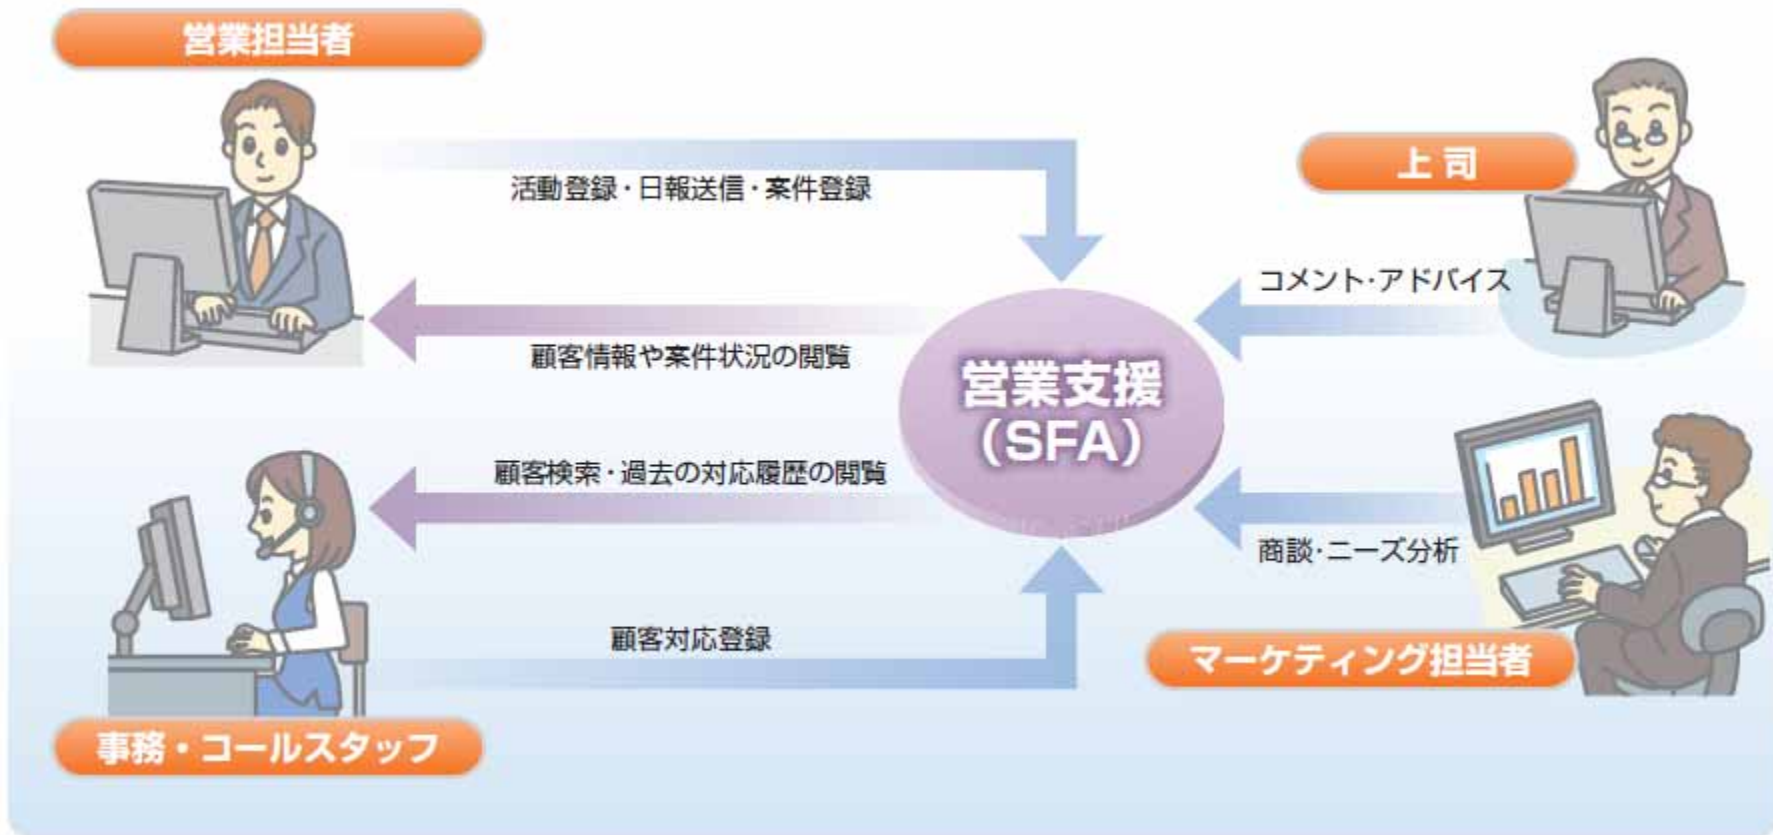 営業担当者
上司
活動登録・日報送信・案件登録
コメント・アドバイス
顧客情報や案件状況の閲覧
営業支援
(SFA)
顧客検索・過去の対応履歴の閲覧
商談・ニーズ分析
顧客対応登録
マーケティング担当者
事務・コールスタッフ